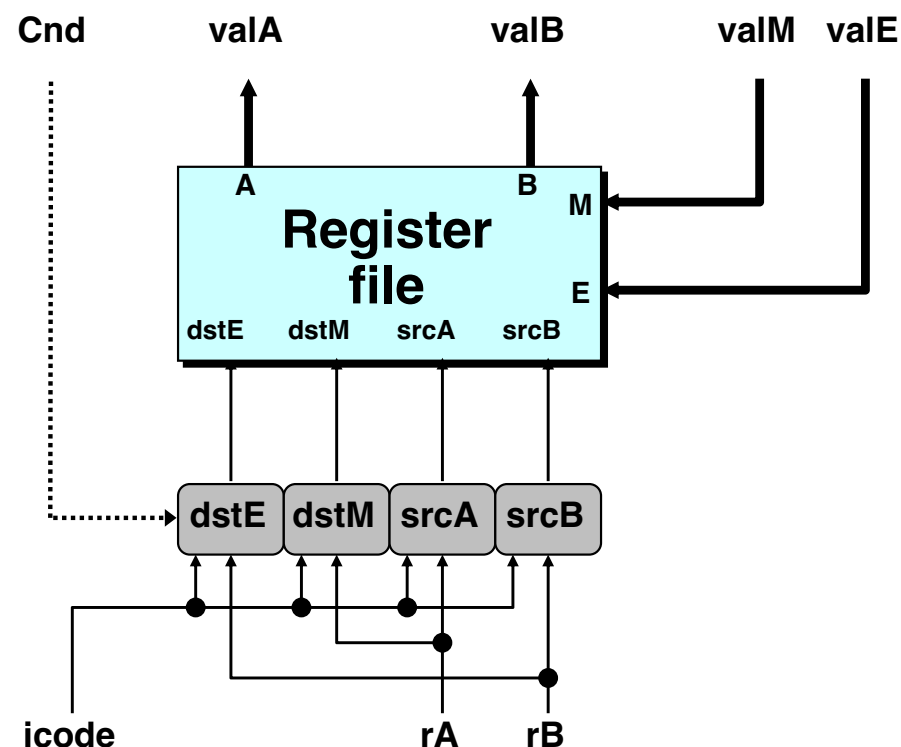 Cnd valA valB valM valE
A B
M
Register
file
E
dstE dstM srcA srcB
dstE dstM srcA srcB
icode rA rB